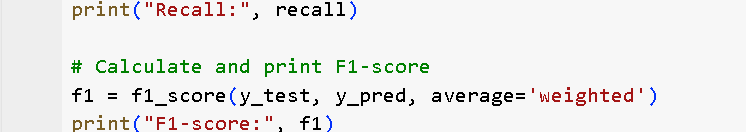 print("Recall:", recall)
# Calculate and print F1-score
f1 = f1_score(y_test, y_pred, average='weighted')
print("F1-score:", f1)